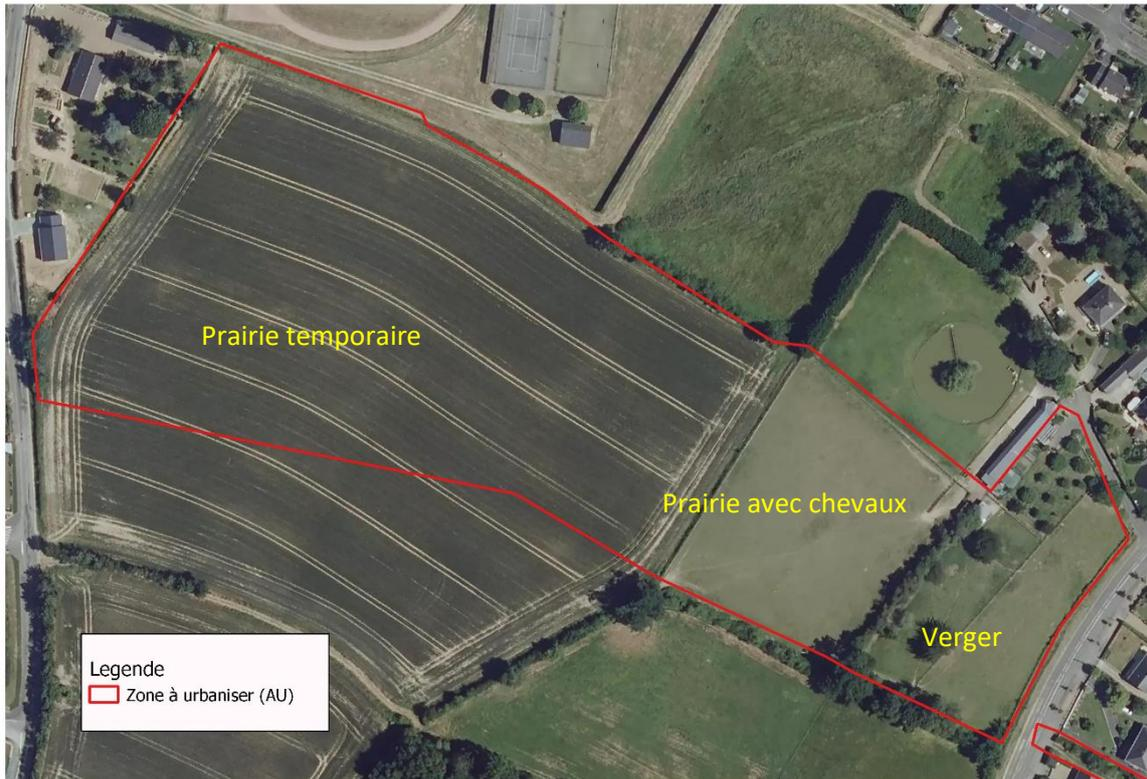 Prairie temporaire
Prairie avec chevaux
Verger
Legende
Zone à urbaniser (AU)